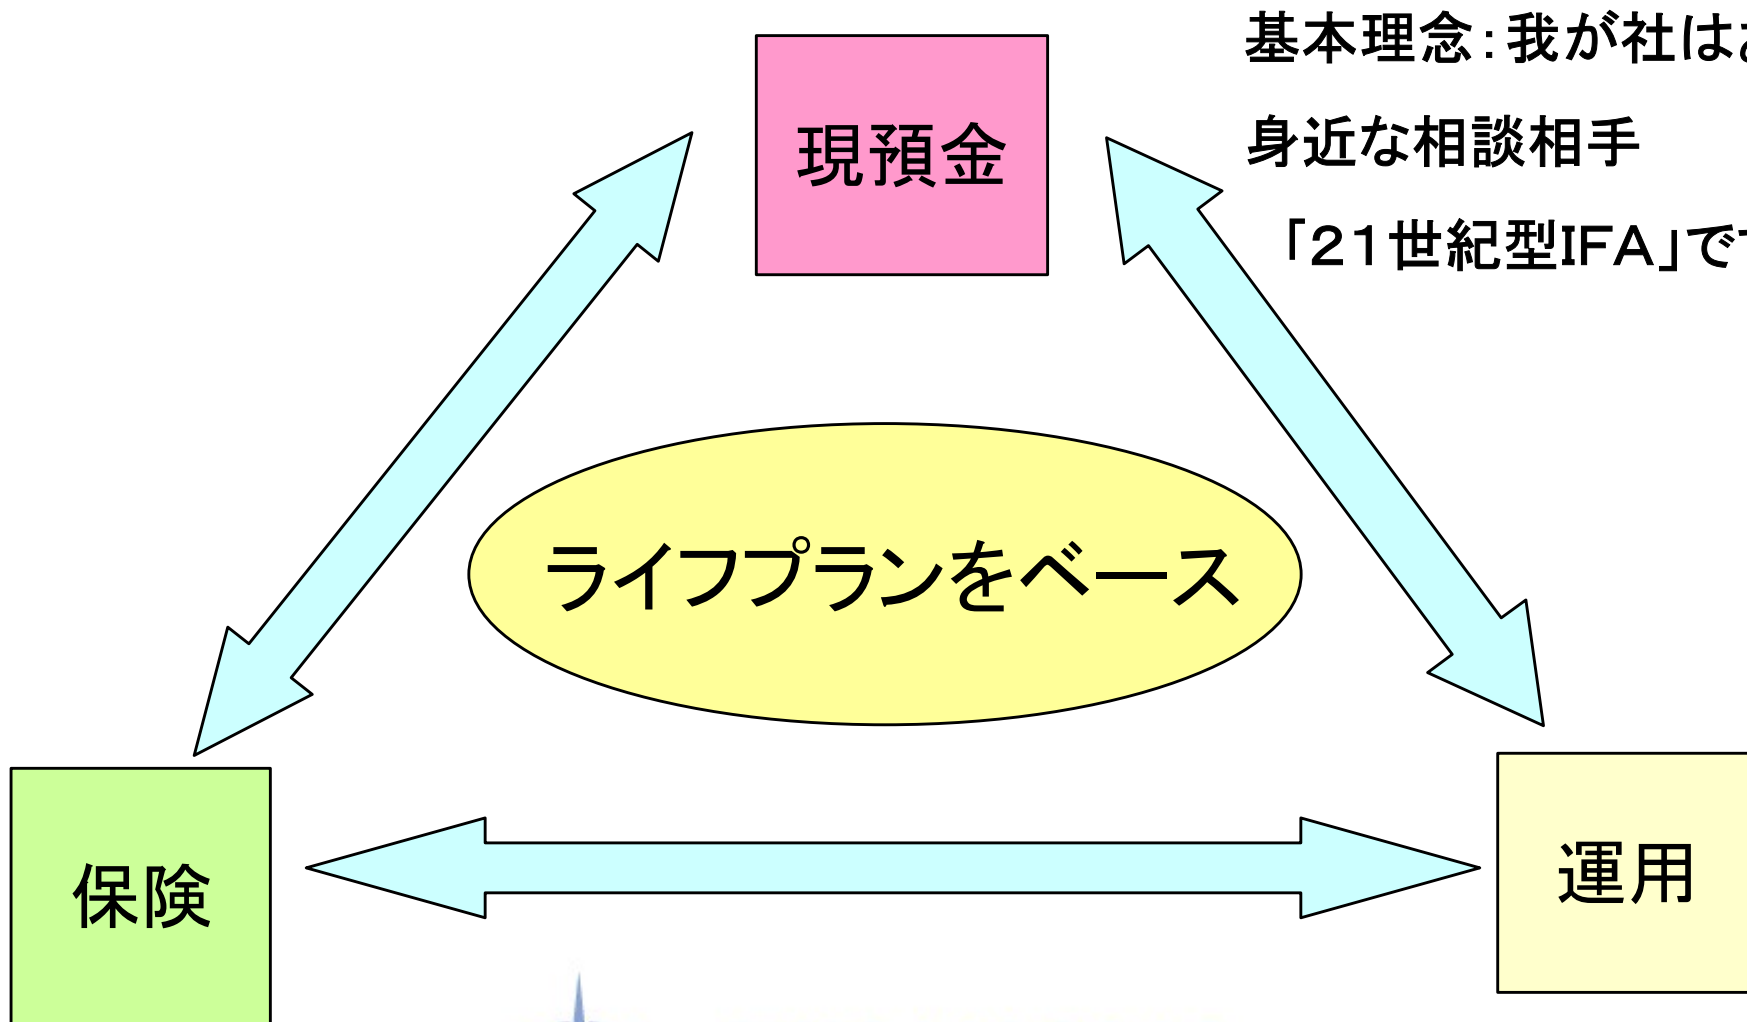 基本理念：我が社はお
身近な相談相手
「２１世紀型IFA」です
現預金
ライフプランをベース
保険
運用